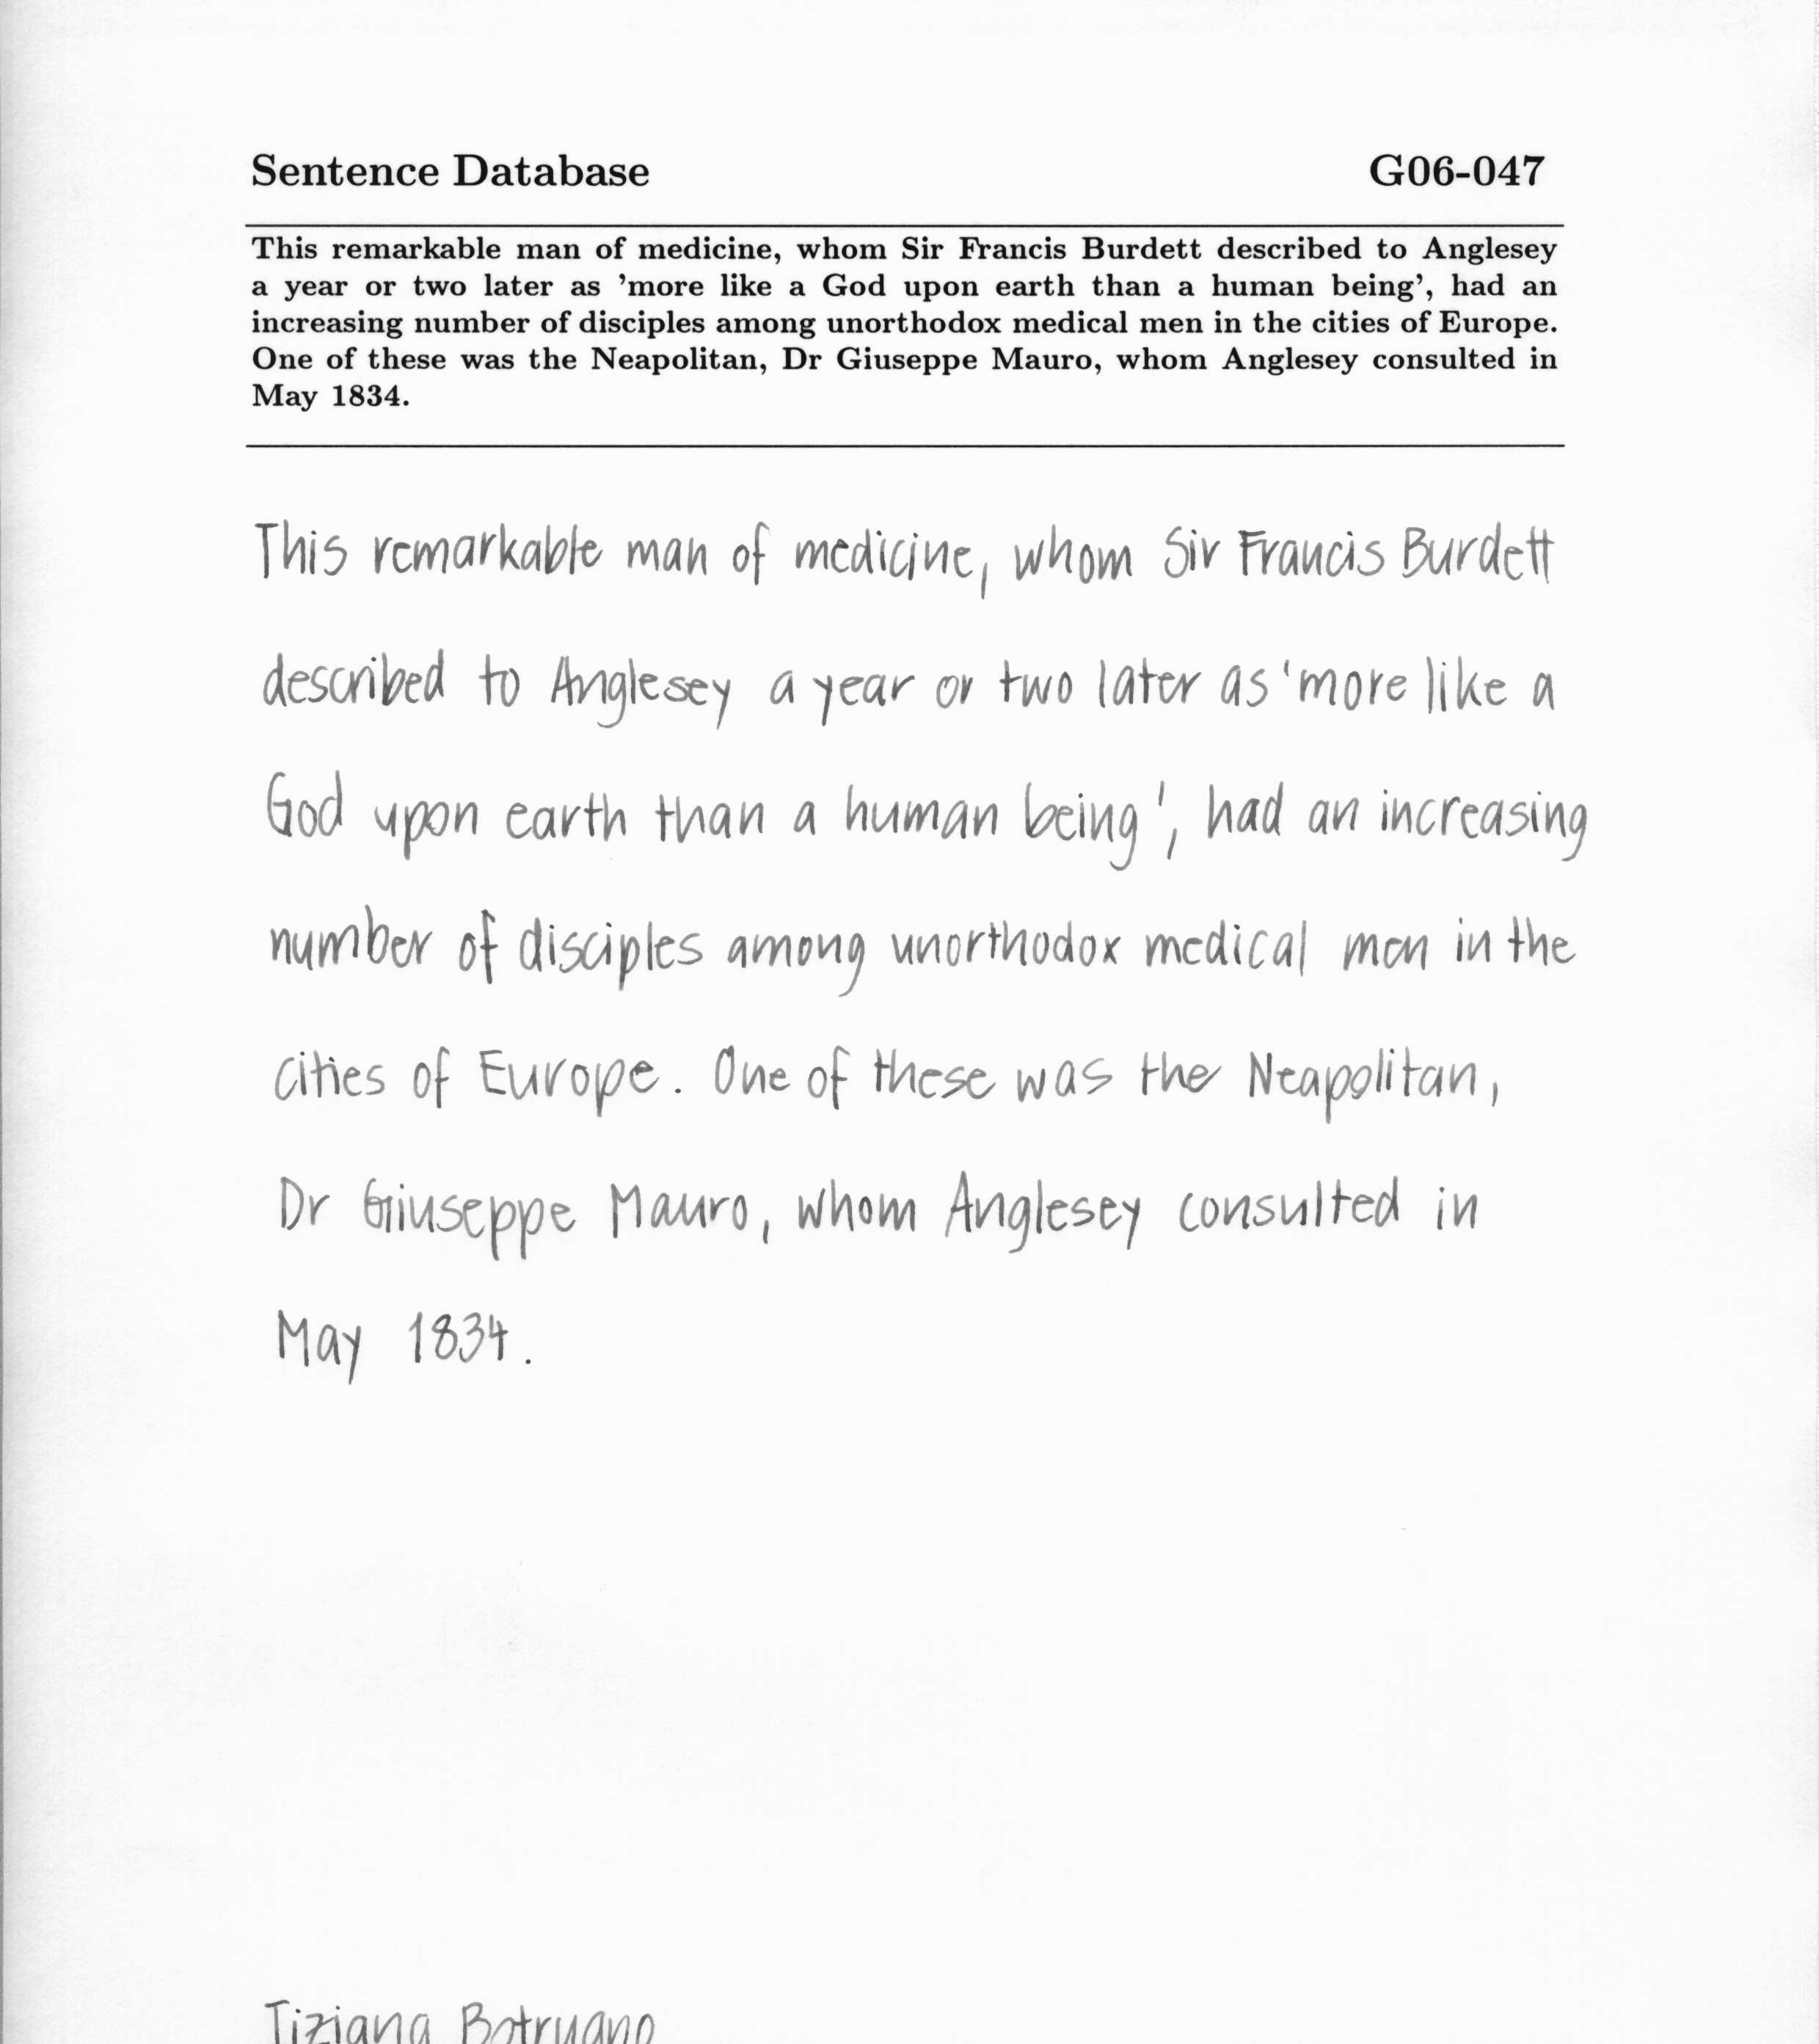 Sentence Database G06-047
This remarkable man of medicine, whom Sir Francis Burdett described to Anglesey
a year or two later as 'more like a God upon earth than a human being', had an
increasing number of disciples among unorthodox medical men in the cities of Europe.
One of these was the Neapolitan, Dr Giuseppe Mauro, whom Anglesey consulted in
May 1834.
This remarkable man of medicine, whom Sir Francis Burdett
described to Anglesey a year or two later as 'more like a
God upon earth than a human being', had an increasing
number of disciples among unorthodox medical men in the
cities of Europe. One of these was the Neapolitan,
Dr Giuseppe Mauro, whom Anglesey consulted in
May 1834.
Tiziana